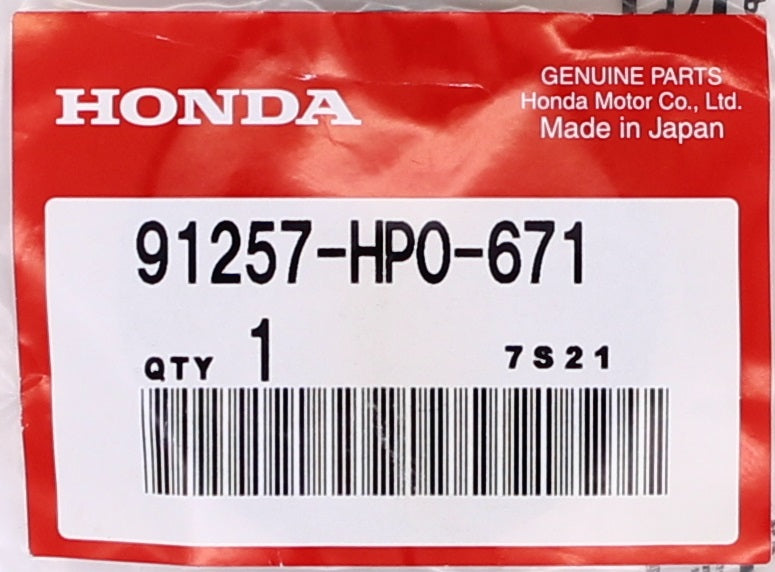 HONDA
GENUINE PARTS
Honda Motor Co., Ltd.
Made in Japan
91257-HP0-671
QTY 1
7S21